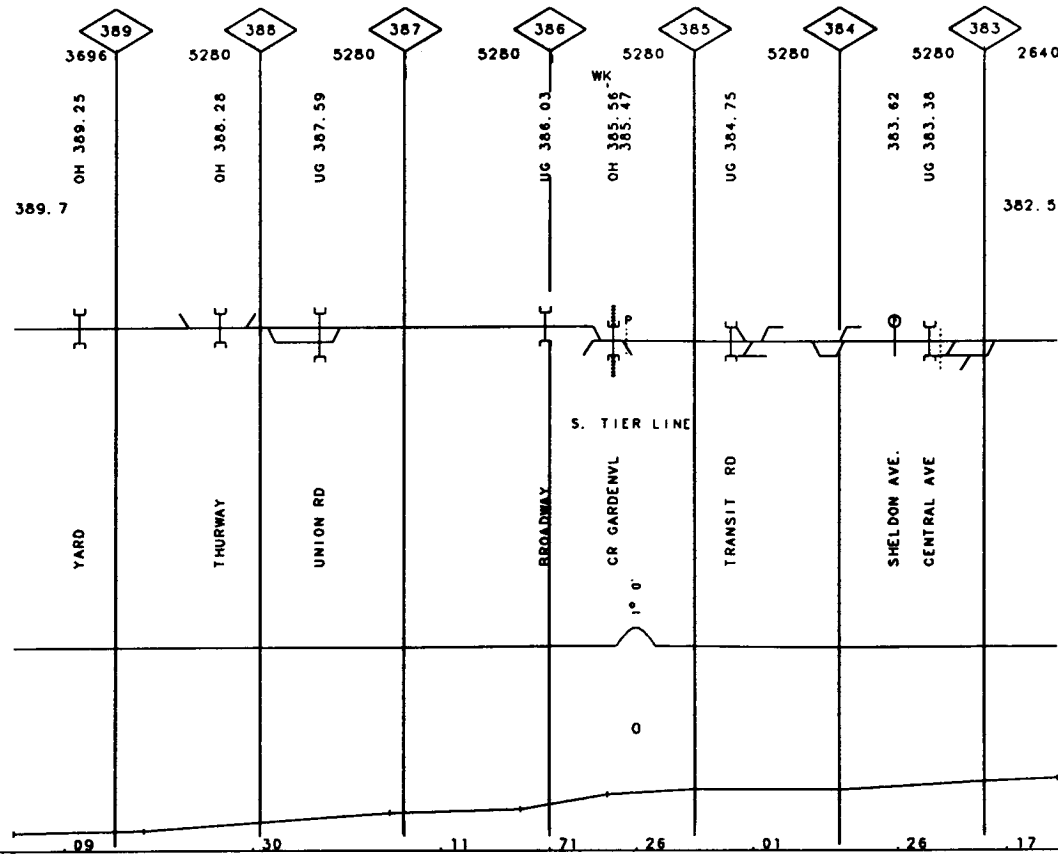 389 388 387 386 385 384 383
3696 5280 5280 5280 5280 5280 5280 2640
WK
OH 389.25
OH 388.28
UG 387.59
UG 386.03
OH 385.56
385.47
UG 384.75
383.62
UG 383.38
389.7
382.5
P
S. TIER LINE
YARD
THURWAY
UNION RD
BROADWAY
CR GARDENVL
TRANSIT RD
SHELDON AVE.
CENTRAL AVE
1° 0'
0
.09 .30 .11 .71 .26 .01 .26 .17